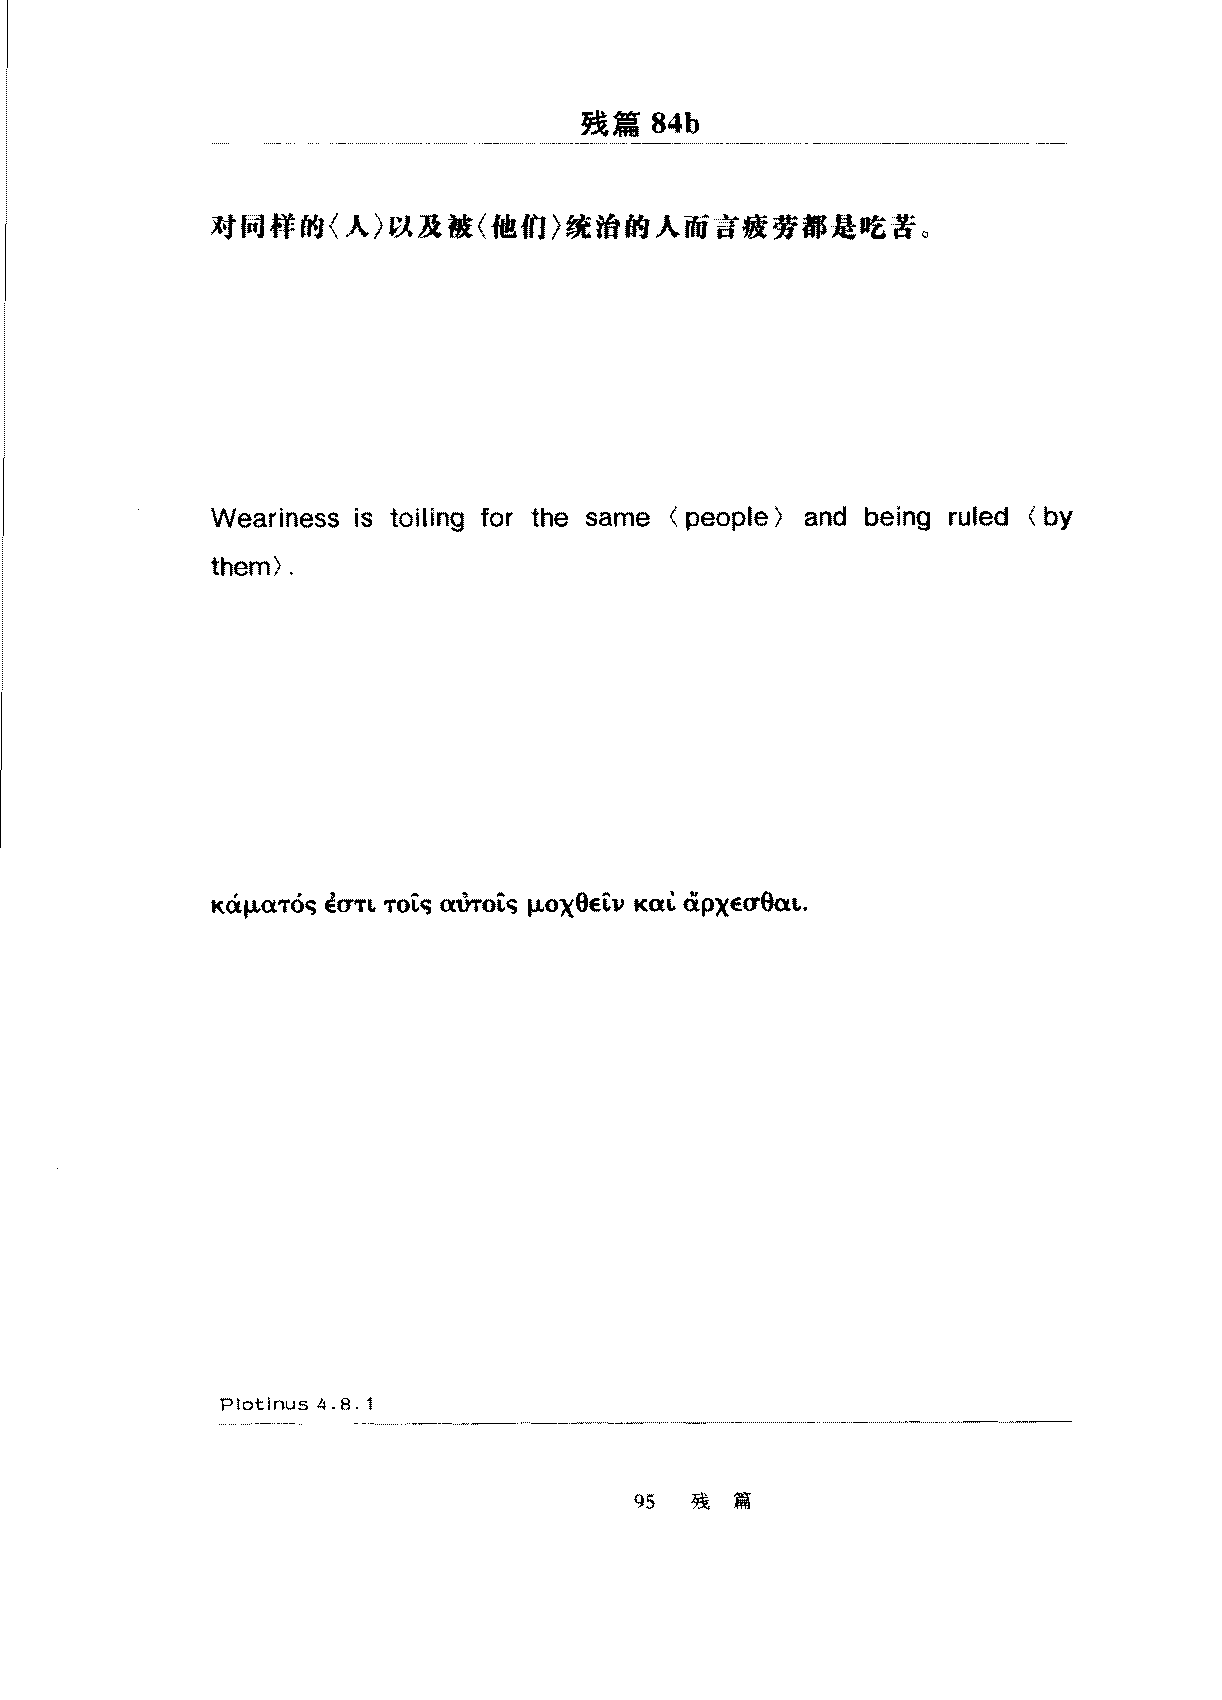 残篇 84b
对同样的〈人〉以及被〈他们〉统治的人而言疲劳都是吃苦。
Weariness is toiling for the same 〈people〉 and being ruled 〈by
them〉.
κάματός ἐστι τοῖς αὐτοῖς μοχθεῖν καὶ ἄρχεσθαι.
Plotinus 4.8.1
95 残 篇